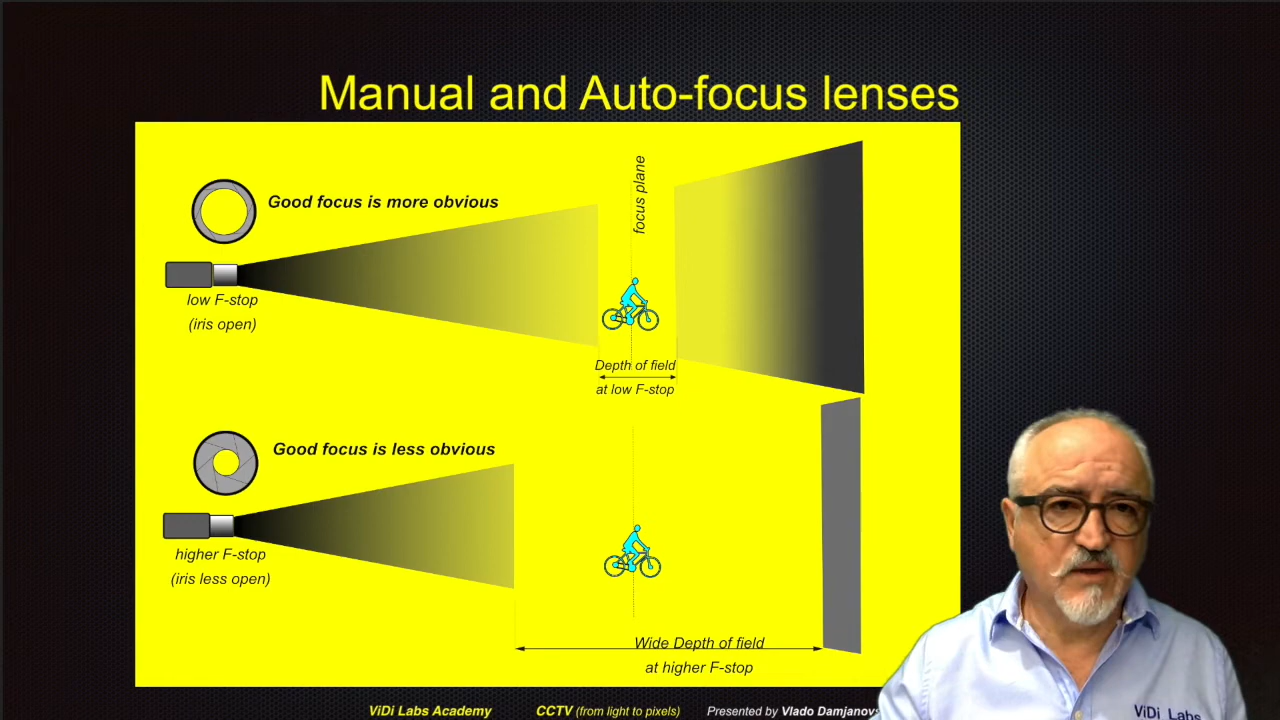 Manual and Auto-focus lenses
Good focus is more obvious
focus plane
low F-stop
(iris open)
Depth of field
at low F-stop
Good focus is less obvious
higher F-stop
(iris less open)
Wide Depth of field
at higher F-stop
ViDi Labs Academy CCTV (from light to pixels) Presented by Vlado Damjanovs
ViDi Labs